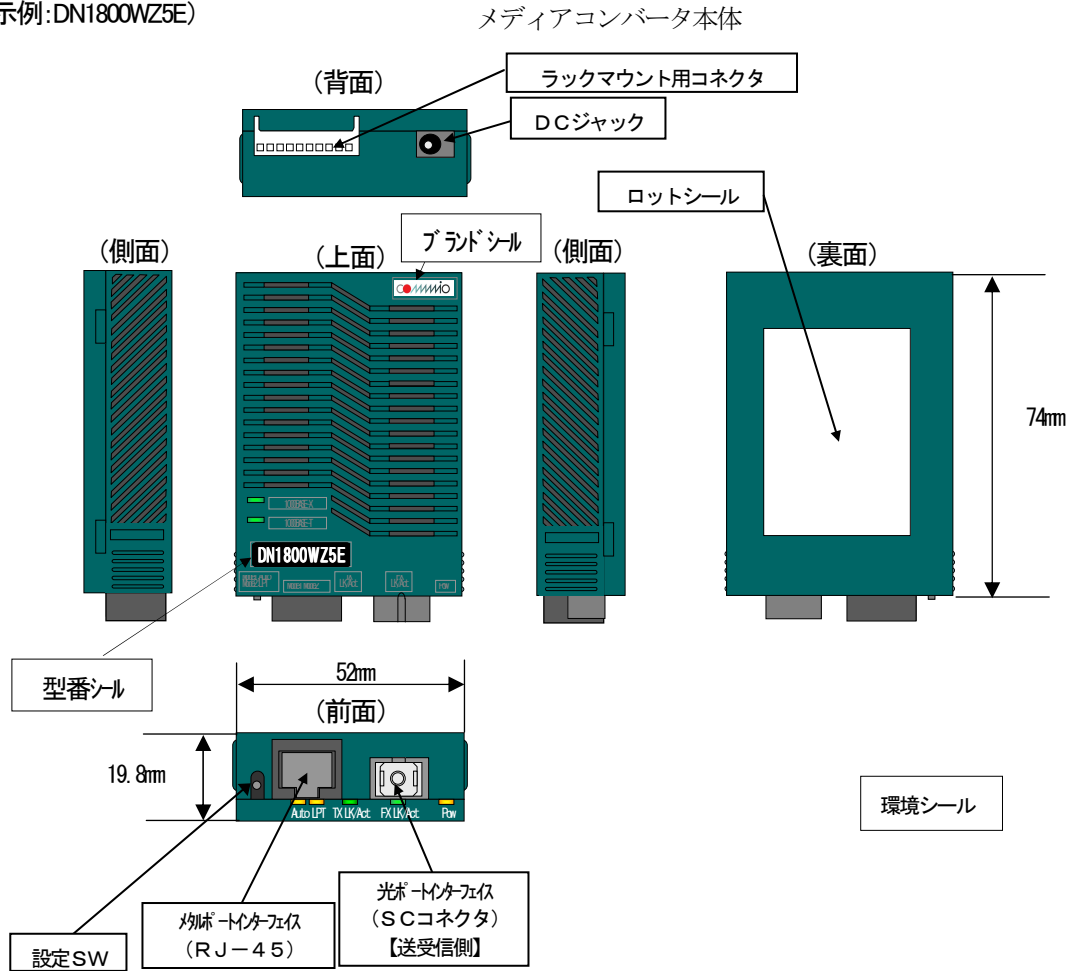 示例:DN1800WZ5E)
メディアコンバータ本体
(背面)
ラックマウント用コネクタ
DCジャック
ロットシール
(側面)
(上面)
ブランドシール
(側面)
(裏面)
74mm
DN1800WZ5E
LK/Act.
LK/Act.
POW
型番シール
52mm
(前面)
19.8mm
Auto LPT TX LK/Act. FX LK/Act. Pow
環境シール
設定SW
メタルポートインターフェイス
(RJ-45)
光ポートインターフェイス
(SCコネクタ)
【送受信側】